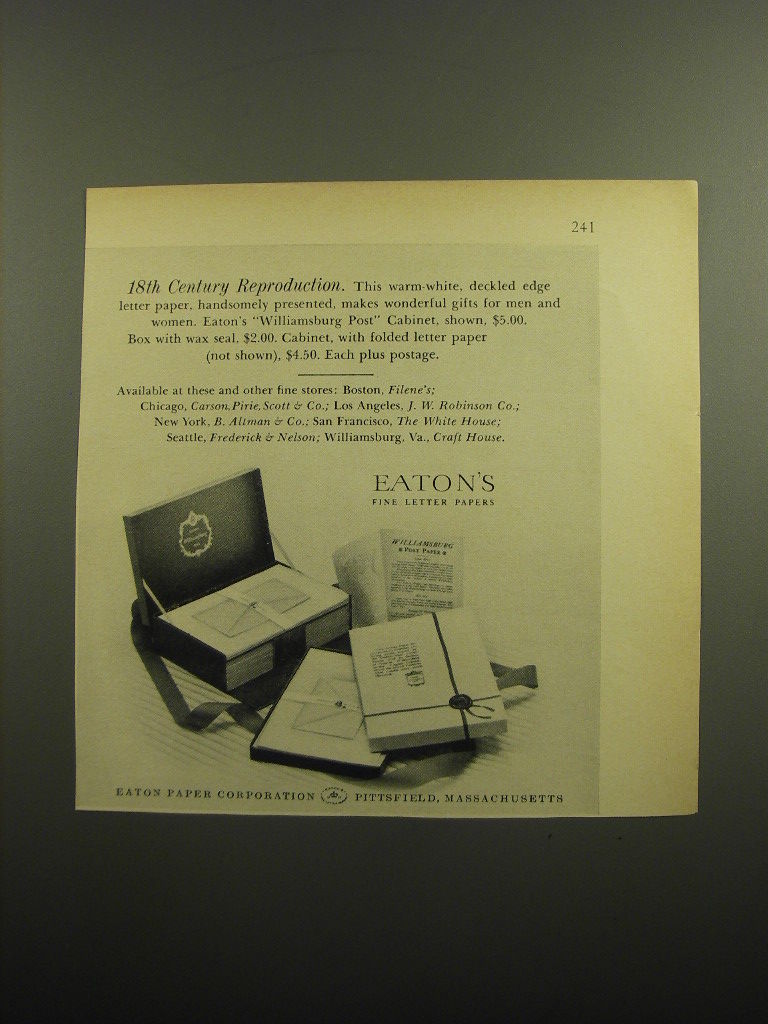 241
18th Century Reproduction. This warm-white, deckled edge
letter paper, handsomely presented, makes wonderful gifts for men and
women. Eaton's "Williamsburg Post" Cabinet, shown, $5.00.
Box with wax seal, $2.00. Cabinet, with folded letter paper
(not shown), $4.50. Each plus postage.
Available at these and other fine stores: Boston, Filene's;
Chicago, Carson, Pirie, Scott & Co.; Los Angeles, J. W. Robinson Co.;
New York, B. Altman & Co.; San Francisco, The White House;
Seattle, Frederick & Nelson; Williamsburg, Va., Craft House.
EATON'S
FINE LETTER PAPERS
WILLIAMSBURG
POST PAPER
EATON PAPER CORPORATION PITTSFIELD, MASSACHUSETTS